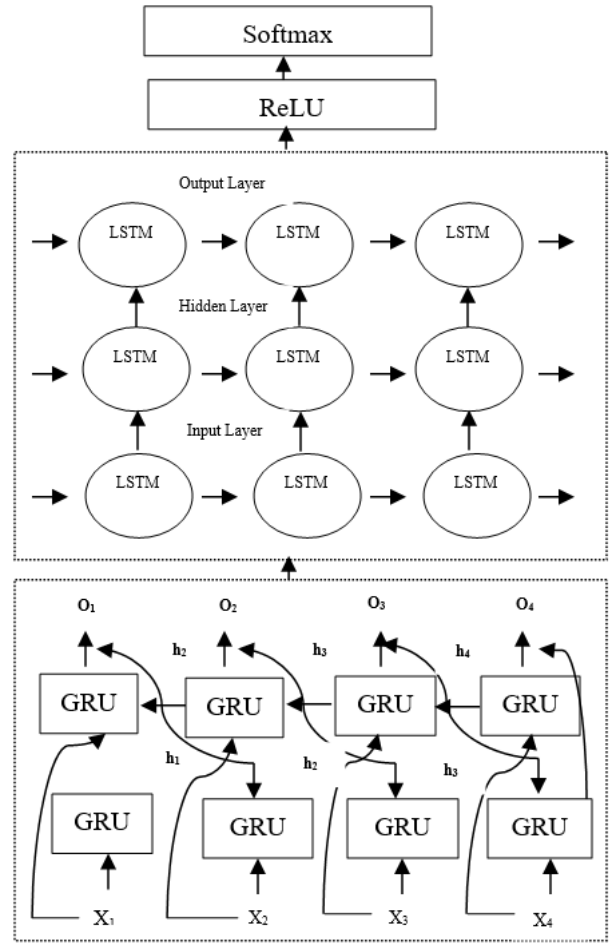 Softmax
ReLU
Output Layer
LSTM LSTM LSTM
Hidden Layer
LSTM LSTM LSTM
Input Layer
LSTM LSTM LSTM
O₁ O₂ O₃ O₄
h₂ h₃ h₄
GRU GRU GRU GRU
h₁ h₂ h₃
GRU GRU GRU GRU
X₁ X₂ X₃ X₄